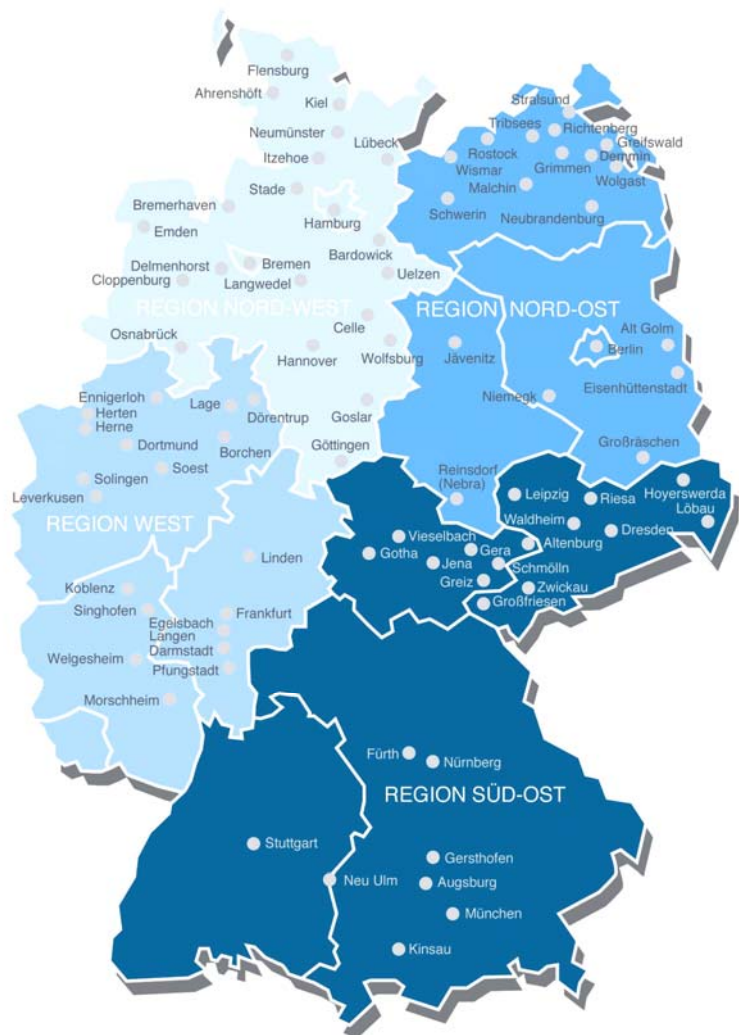 Flensburg
Ahrenshöft
Kiel
Stralsund
Tribsees
Richtenberg
Neumünster
Greifswald
Itzehoe
Lübeck
Rostock
Demmin
Wismar
Grimmen
Wolgast
Stade
Malchin
Bremerhaven
Schwerin
Hamburg
Neubrandenburg
Emden
Bardowick
Delmenhorst
Bremen
Uelzen
Cloppenburg
Langwedel
REGION NORD-WEST
REGION NORD-OST
Celle
Osnabrück
Alt Golm
Hannover
Wolfsburg
Jävenitz
Berlin
Eisenhüttenstadt
Ennigerloh
Niemegk
Herten
Lage
Dörentrup
Goslar
Herne
Dortmund
Borchen
Göttingen
Großräschen
Soest
Reinsdorf
(Nebra)
Solingen
Leverkusen
Leipzig
Riesa
Hoyerswerda
Löbau
REGION WEST
Waldheim
Dresden
Vieselbach
Altenburg
Linden
Gotha
Gera
Jena
Schmölln
Greiz
Zwickau
Koblenz
Singhofen
Großfriesen
Frankfurt
Egelsbach
Langen
Darmstadt
Welgesheim
Pfungstadt
Morschheim
Fürth
Nürnberg
REGION SÜD-OST
Stuttgart
Gersthofen
Neu Ulm
Augsburg
München
Kinsau